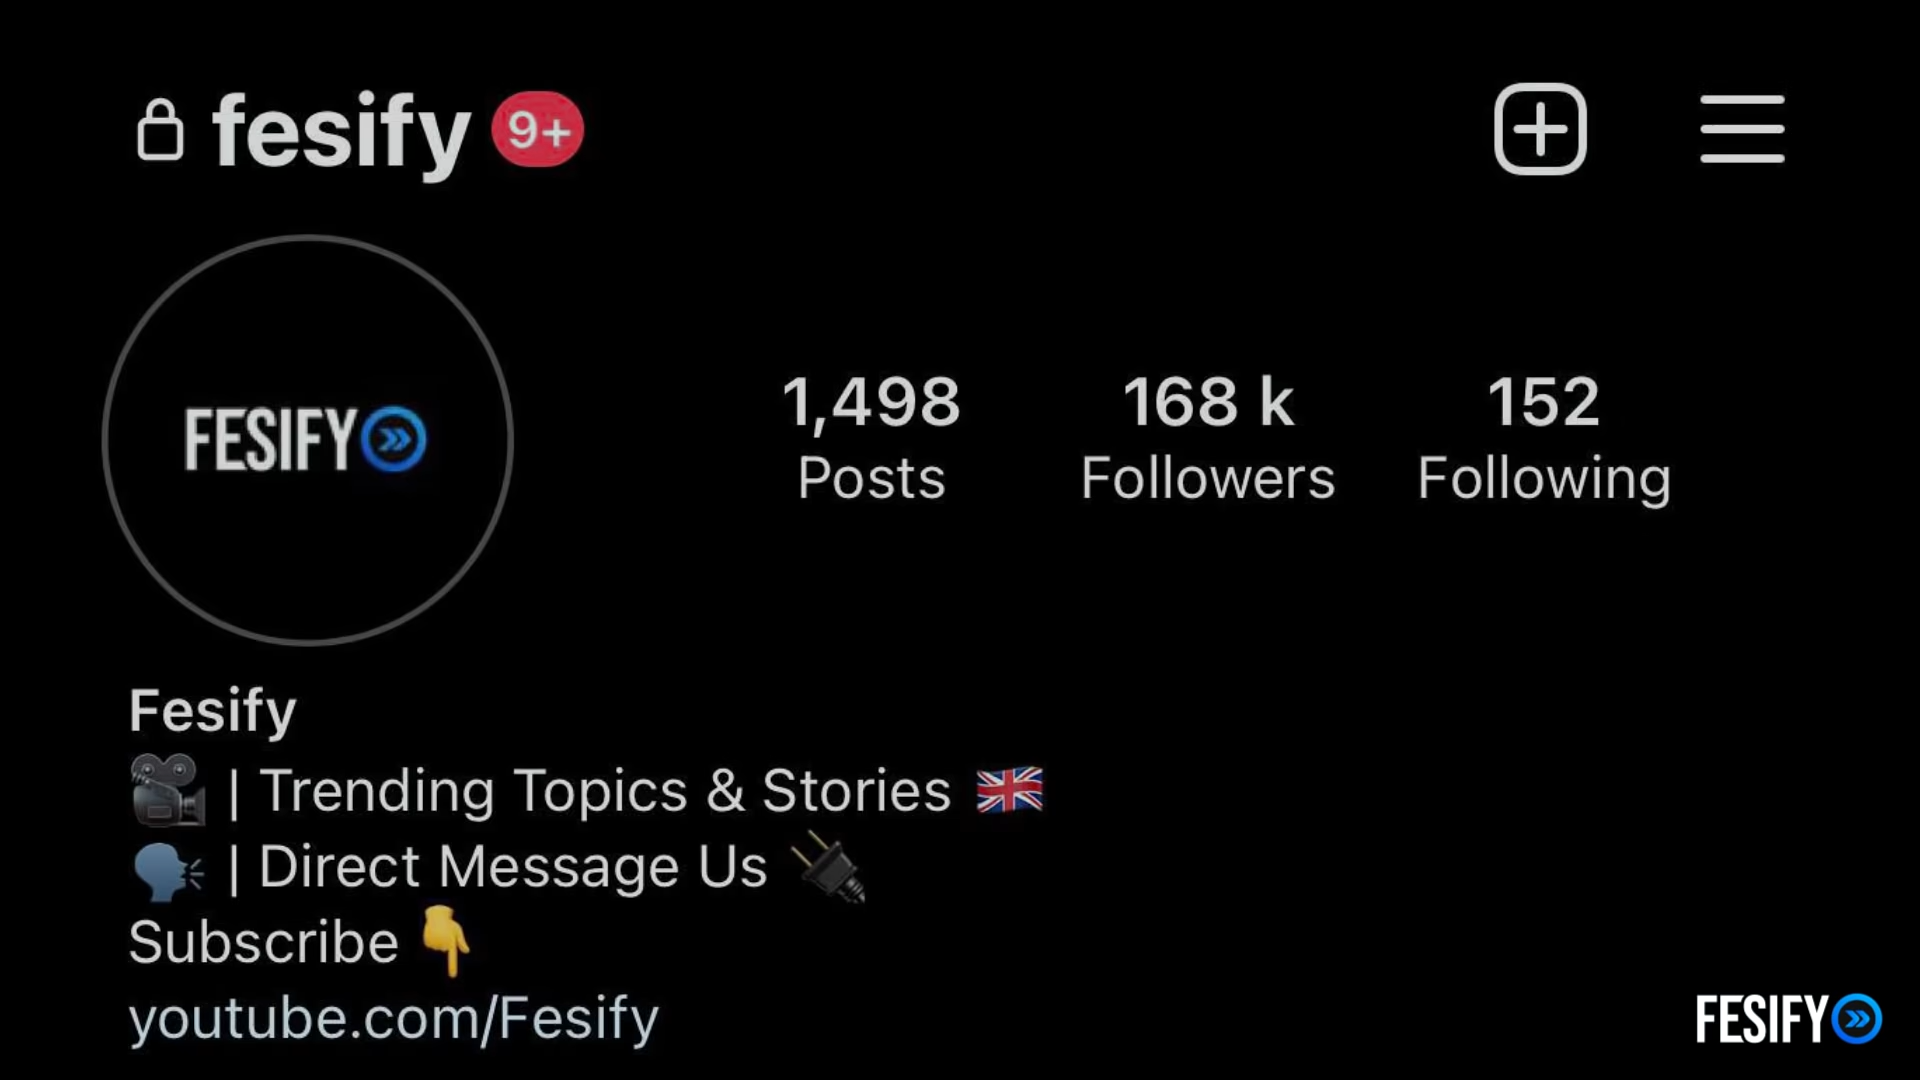 fesify 9+
FESIFY
1,498 168 k 152
Posts Followers Following
Fesify
| Trending Topics & Stories 🇬🇧
| Direct Message Us
Subscribe 👇
youtube.com/Fesify
FESIFY